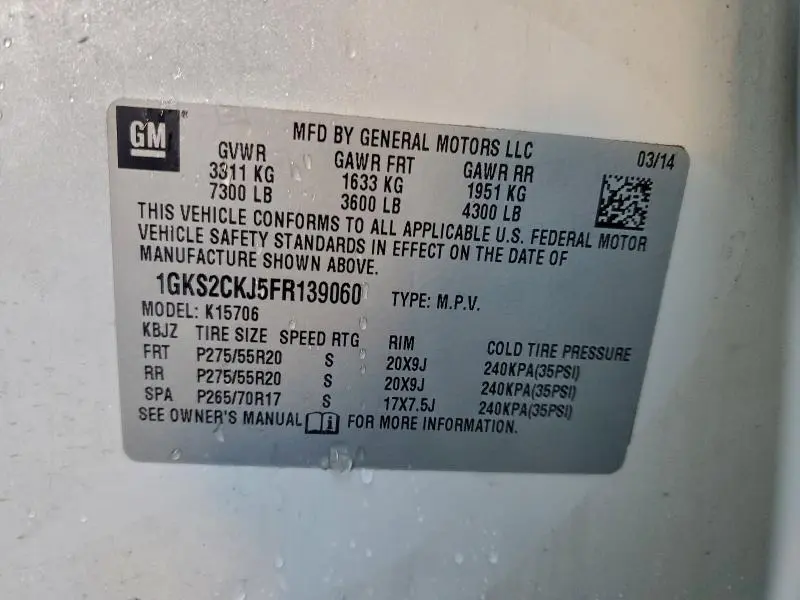 GM
MFD BY GENERAL MOTORS LLC 03/14
GVWR GAWR FRT GAWR RR
3311 KG 1633 KG 1951 KG
7300 LB 3600 LB 4300 LB
THIS VEHICLE CONFORMS TO ALL APPLICABLE U.S. FEDERAL MOTOR
VEHICLE SAFETY STANDARDS IN EFFECT ON THE DATE OF
MANUFACTURE SHOWN ABOVE.
1GKS2CKJ5FR139060 TYPE: M.P.V.
MODEL: K15706
KBJZ TIRE SIZE SPEED RTG RIM COLD TIRE PRESSURE
FRT P275/55R20 S 20X9J 240KPA(35PSI)
RR P275/55R20 S 20X9J 240KPA(35PSI)
SPA P265/70R17 S 17X7.5J 240KPA(35PSI)
SEE OWNER'S MANUAL FOR MORE INFORMATION.